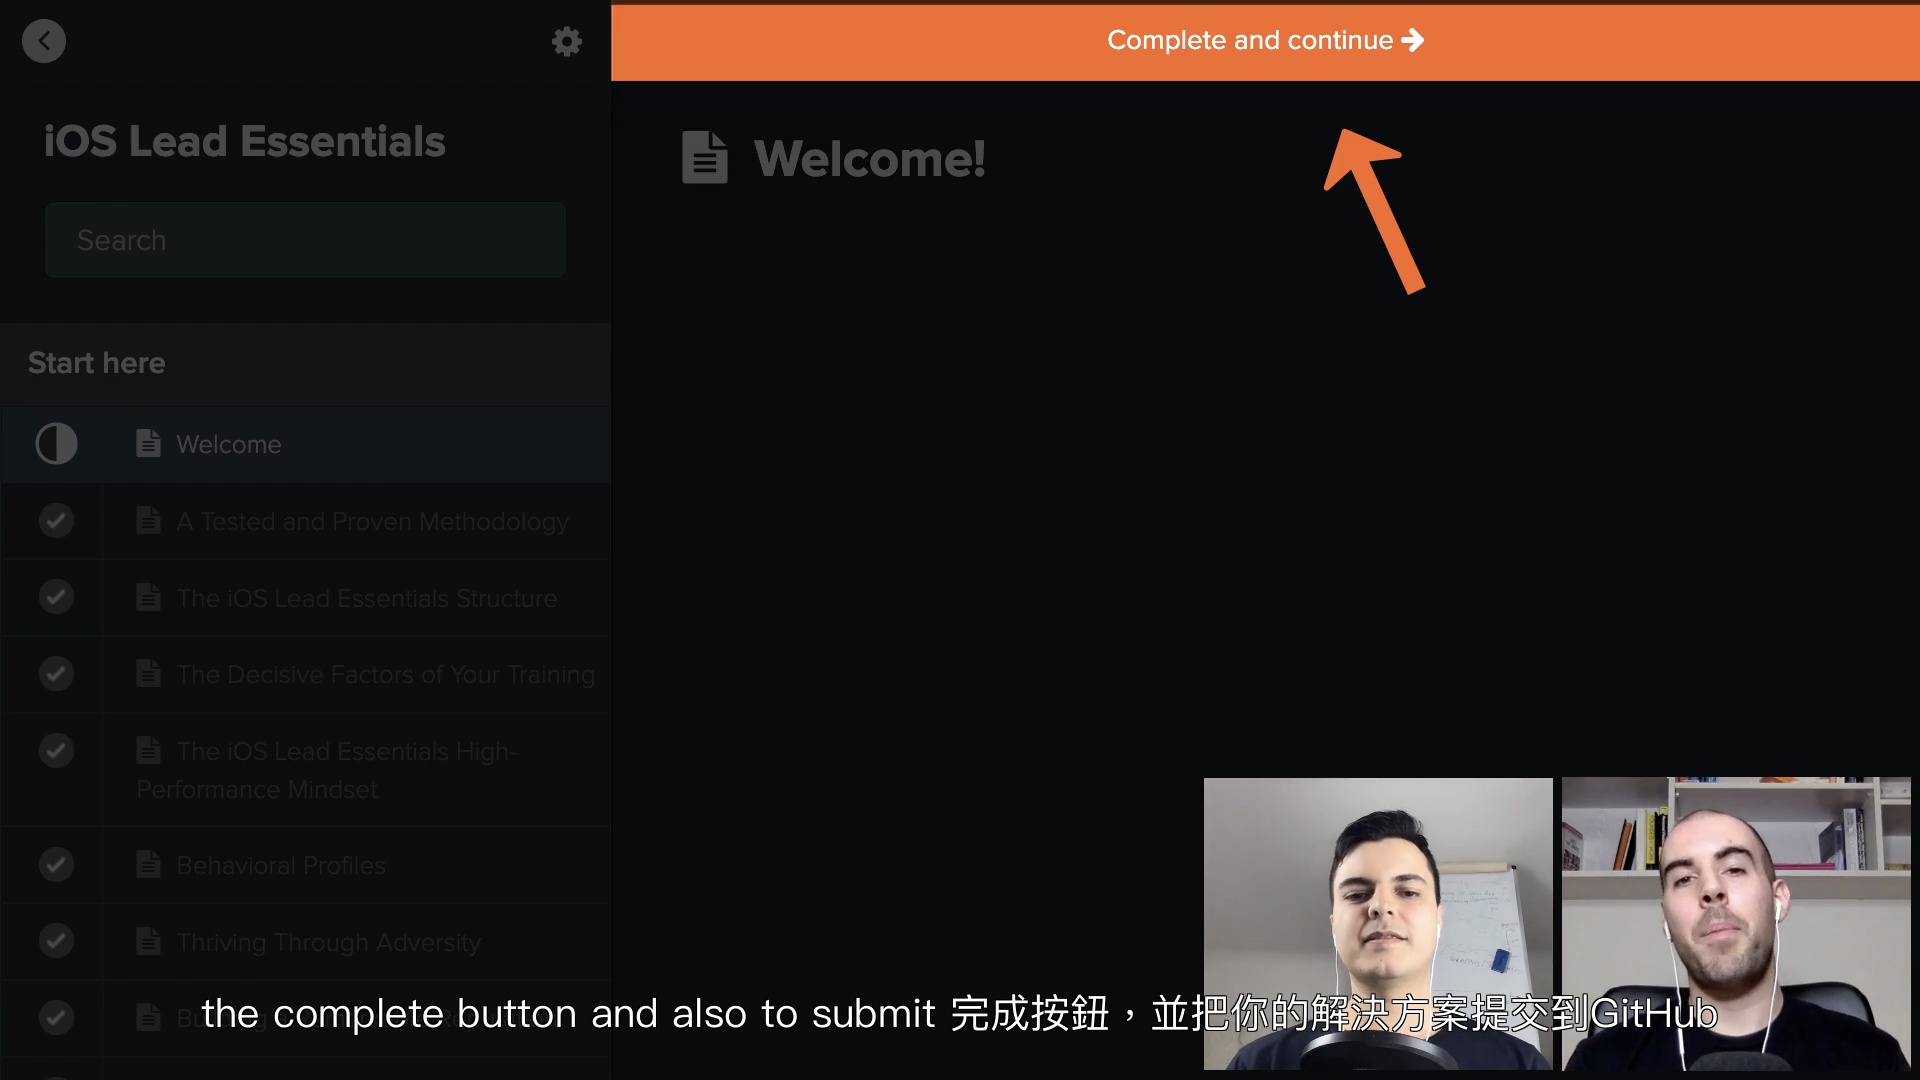 Complete and continue
iOS Lead Essentials
Search
Welcome!
Start here
Welcome
A Tested and Proven Methodology
The iOS Lead Essentials Structure
The Decisive Factors of Your Training
The iOS Lead Essentials High-
Performance Mindset
Behavioral Profiles
Thriving Through Adversity
the complete button and also to submit 完成按鈕，並把你的解決方案提交到GitHub